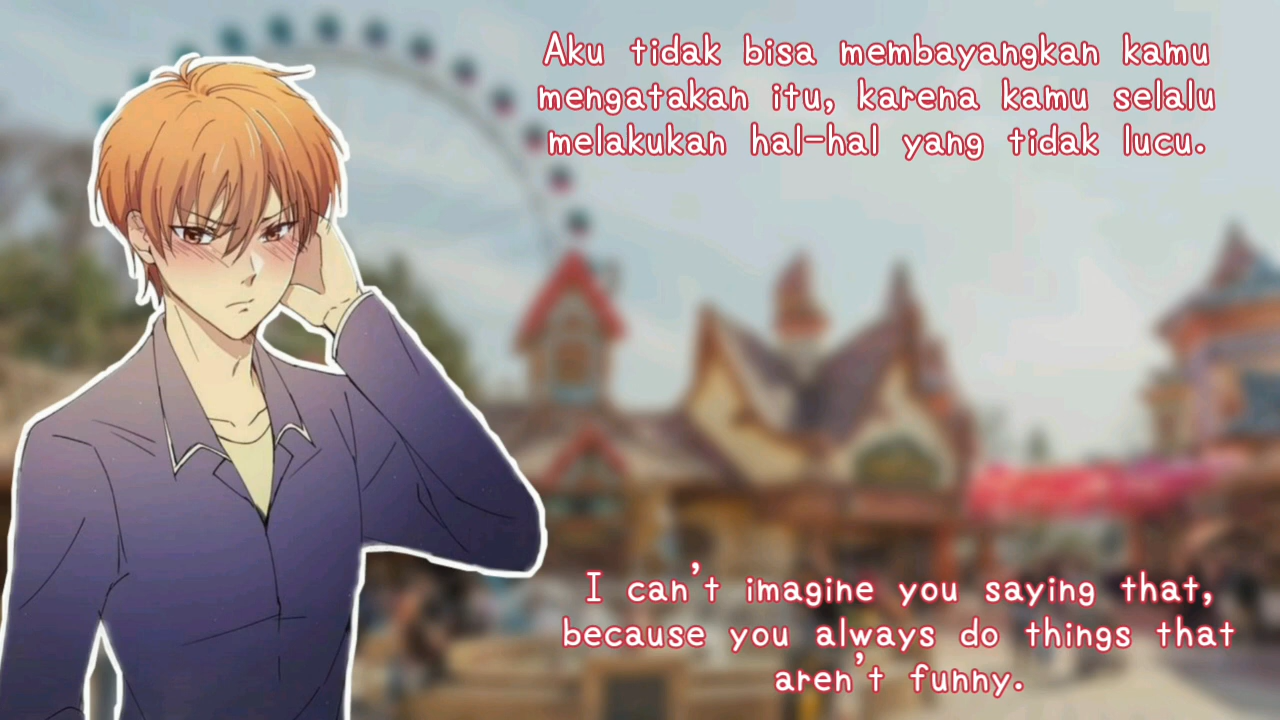 Aku tidak bisa membayangkan kamu
mengatakan itu, karena kamu selalu
melakukan hal-hal yang tidak lucu.
I can't imagine you saying that,
because you always do things that
aren't funny.